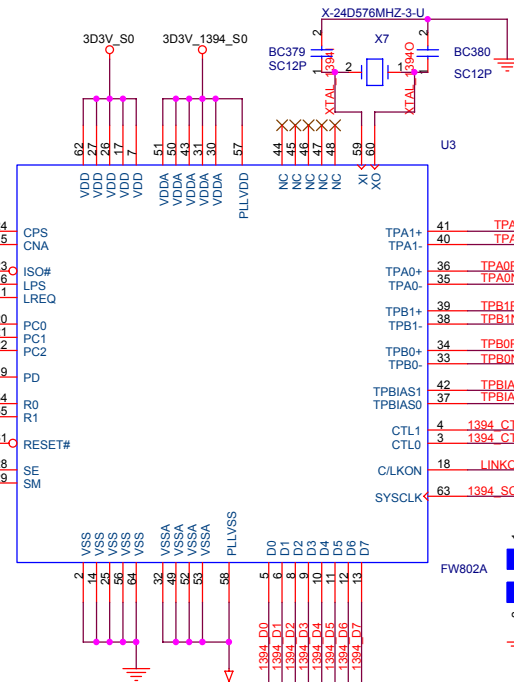 X-24D576MHZ-3-U
3D3V_S0
3D3V_1394_S0
BC379
SC12P
X7
BC380
SC12P
2
2
1
2
1
1
XTAL_1394I
XTAL_1394O
U3
62
27
26
17
7
51
50
43
31
30
57
44
45
46
47
48
59
60
VDD
VDD
VDD
VDD
VDD
VDDA
VDDA
VDDA
VDDA
VDDA
PLLVDD
NC
NC
NC
NC
NC
XI
XO
CPS
CNA
ISO#
LPS
LREQ
PC0
PC1
PC2
PD
R0
R1
RESET#
SE
SM
TPA1+ 41
TPA1- 40
TPA0+ 36
TPA0- 35
TPB1+ 39
TPB1- 38
TPB0+ 34
TPB0- 33
TPBIAS1 42
TPBIAS0 37
CTL1 4
CTL0 3
C/LKON 18
SYSCLK 63
VSS
VSS
VSS
VSS
VSS
VSSA
VSSA
VSSA
VSSA
PLLVSS
D0
D1
D2
D3
D4
D5
D6
D7
2
14
25
56
64
32
49
52
53
58
5
6
8
9
10
11
12
13
FW802A
1394_D0
1394_D1
1394_D2
1394_D3
1394_D4
1394_D5
1394_D6
1394_D7